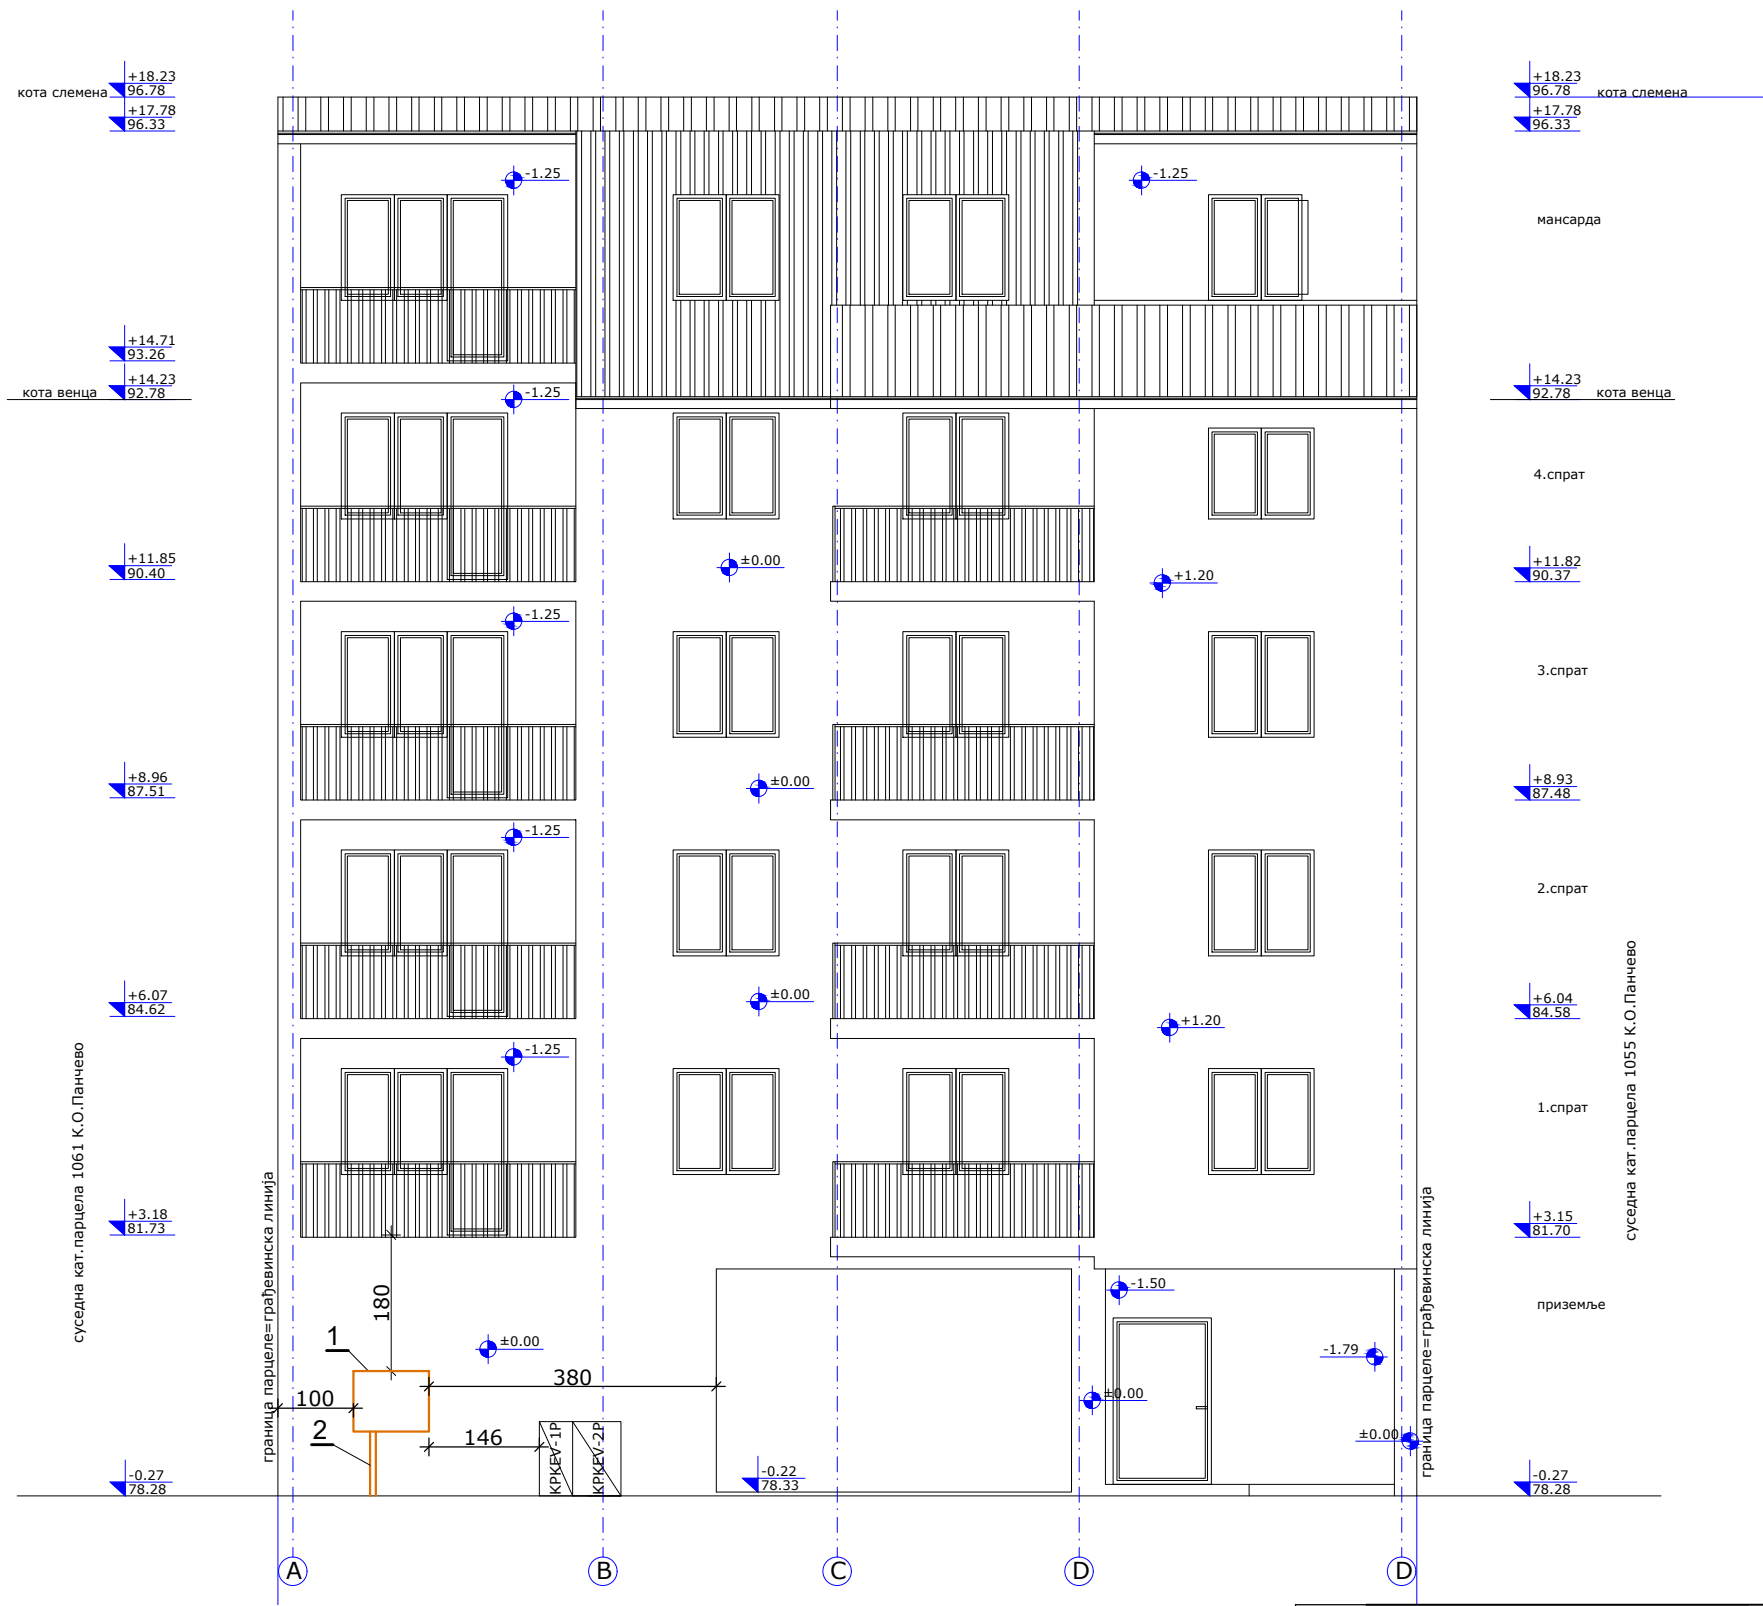 +18.23
96.78
кота слемена
+17.78
96.33
+18.23
96.78
кота слемена
+17.78
96.33
-1.25
-1.25
мансарда
+14.71
93.26
+14.23
92.78
кота венца
-1.25
+14.23
92.78
кота венца
4.спрат
+11.85
90.40
±0.00
+1.20
+11.82
90.37
-1.25
3.спрат
+8.96
87.51
±0.00
+8.93
87.48
-1.25
2.спрат
+6.07
84.62
±0.00
+1.20
+6.04
84.58
-1.25
1.спрат
суседна кат.парцела 1061 К.О.Панчево
суседна кат.парцела 1055 К.О.Панчево
+3.18
81.73
+3.15
81.70
граница парцеле=грађевинска линија
граница парцеле=грађевинска линија
180
-1.50
приземље
1
±0.00
-1.79
380
100
±0.00
2
146
KPKEV-1P
KPKEV-2P
±0.00
-0.27
78.28
-0.22
78.33
-0.27
78.28
A
B
C
D
D